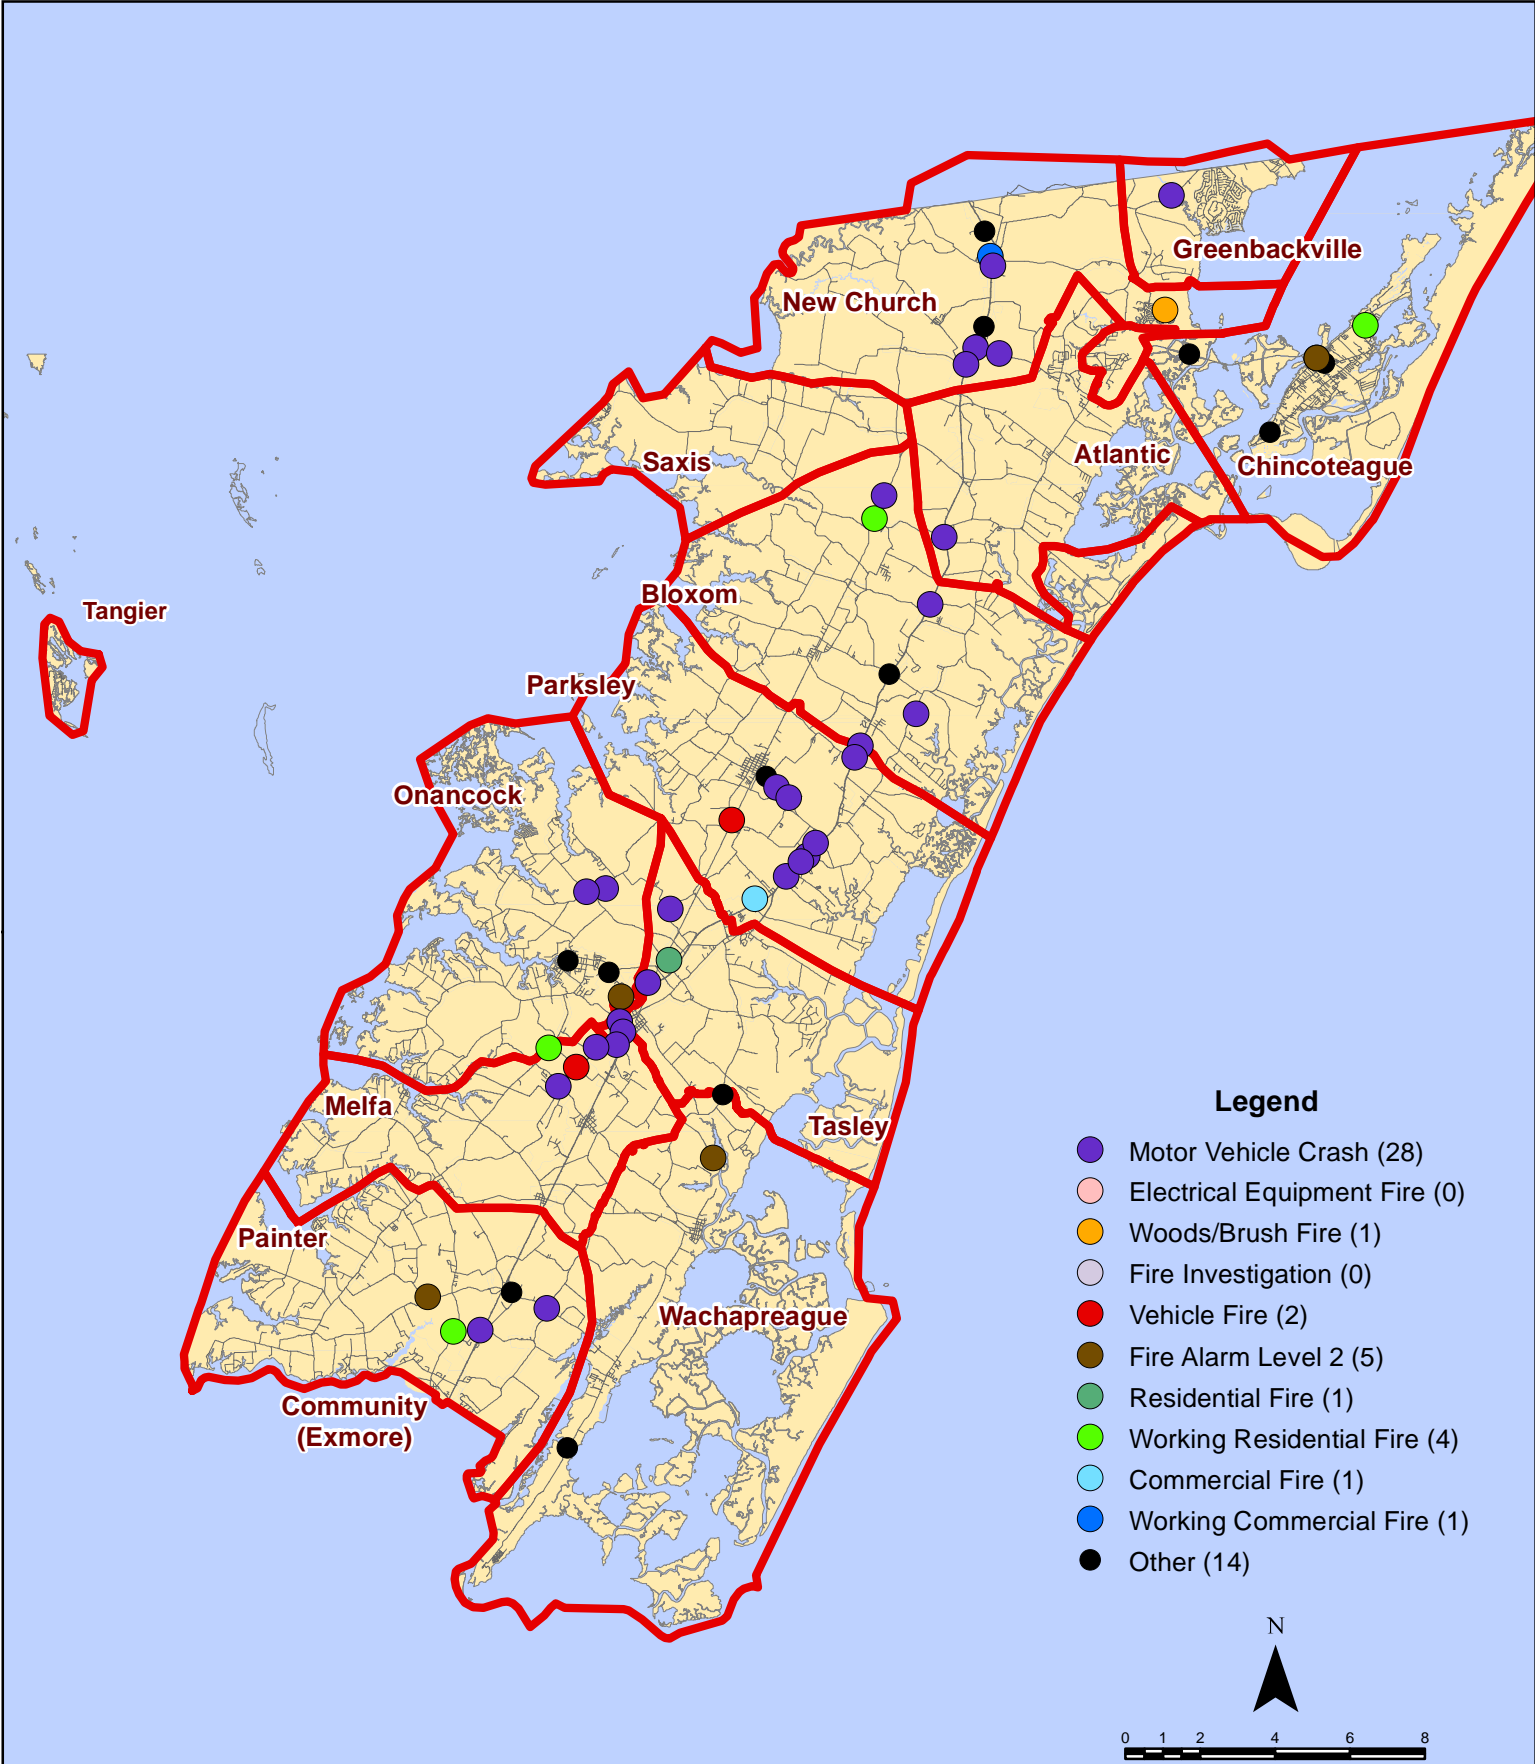 Greenbackville
New Church
Atlantic
Chincoteague
Saxis
Bloxom
Tangier
Parksley
Onancock
Melfa
Tasley
Painter
Wachapreague
Community
(Exmore)
Legend
Motor Vehicle Crash (28)
Electrical Equipment Fire (0)
Woods/Brush Fire (1)
Fire Investigation (0)
Vehicle Fire (2)
Fire Alarm Level 2 (5)
Residential Fire (1)
Working Residential Fire (4)
Commercial Fire (1)
Working Commercial Fire (1)
Other (14)
N
0 1 2 4 6 8